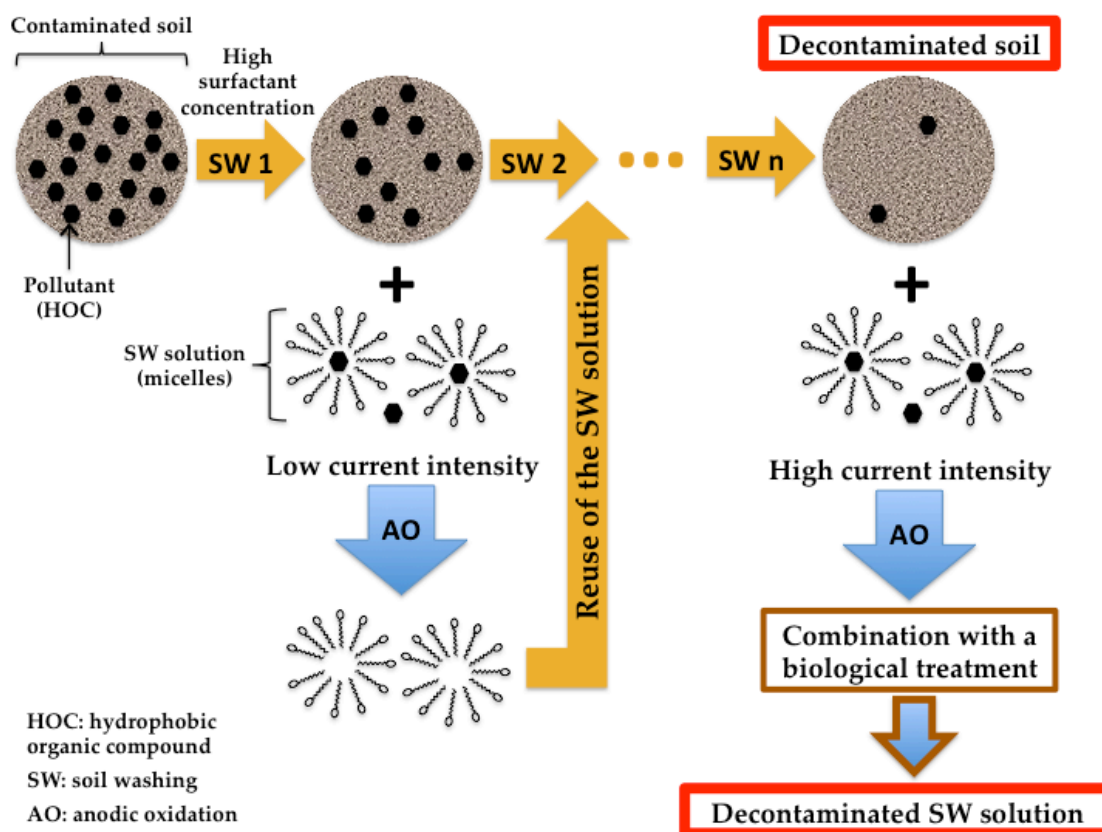 Contaminated soil
High
surfactant
concentration
Decontaminated soil
SW 1
SW 2
SW n
Pollutant
(HOC)
SW solution
(micelles)
Reuse of the SW solution
Low current intensity
High current intensity
AO
AO
Combination with a
biological treatment
HOC: hydrophobic
organic compound
SW: soil washing
AO: anodic oxidation
Decontaminated SW solution